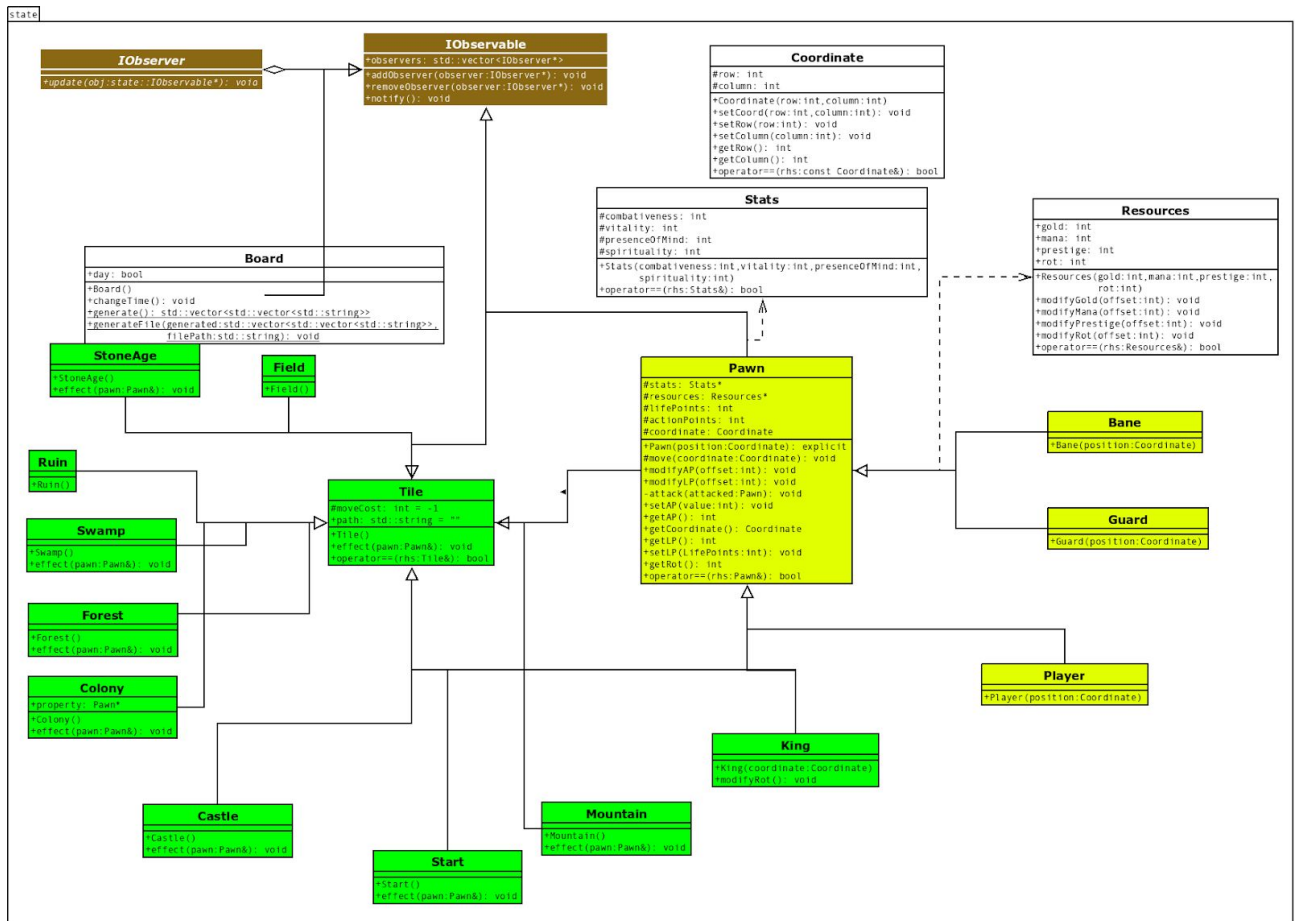 state
IObserver
+update(obj:state::IObservable*): void
IObservable
+observers: std::vector<IObserver*>
+addObserver(observer:IObserver*): void
+removeObserver(observer:IObserver*): void
+notify(): void
Coordinate
#row: int
#column: int
+Coordinate(row:int,column:int)
+setCoord(row:int,column:int): void
+setRow(row:int): void
+setColumn(column:int): void
+getRow(): int
+getColumn(): int
+operator==(rhs:const Coordinate&): bool
Stats
#combativeness: int
#vitality: int
#presenceOfMind: int
#spirituality: int
+Stats(combativeness:int,vitality:int,presenceOfMind:int,
spirituality:int)
+operator==(rhs:Stats&): bool
Resources
+gold: int
+mana: int
+prestige: int
+rot: int
+Resources(gold:int,mana:int,prestige:int,
rot:int)
+modifyGold(offset:int): void
+modifyMana(offset:int): void
+modifyPrestige(offset:int): void
+modifyRot(offset:int): void
+operator==(rhs:Resources&): bool
Board
+day: bool
+Board()
+changeTime(): void
+generate(): std::vector<std::vector<std::string>>
+generateFile(generated:std::vector<std::vector<std::string>>,
filePath:std::string): void
StoneAge
+StoneAge()
+effect(pawn:Pawn&): void
Field
+Field()
Pawn
#stats: Stats*
#resources: Resources*
#lifePoints: int
#actionPoints: int
#coordinate: Coordinate
+Pawn(position:Coordinate): explicit
#move(coordinate:Coordinate): void
+modifyAP(offset:int): void
+modifyLP(offset:int): void
-attack(attacked:Pawn): void
+setAP(value:int): void
+getAP(): int
+getCoordinate(): Coordinate
+getLP(): int
+setLP(LifePoints:int): void
+getRot(): int
+operator==(rhs:Pawn&): bool
Bane
+Bane(position:Coordinate)
Ruin
+Ruin()
Tile
#moveCost: int = -1
+path: std::string = ""
+Tile()
+effect(pawn:Pawn&): void
+operator==(rhs:Tile&): bool
Guard
+Guard(position:Coordinate)
Swamp
+Swamp()
+effect(pawn:Pawn&): void
Forest
+Forest()
+effect(pawn:Pawn&): void
Colony
+property: Pawn*
+Colony()
+effect(pawn:Pawn&): void
Player
+Player(position:Coordinate)
King
+King(coordinate:Coordinate)
+modifyRot(): void
Castle
+Castle()
+effect(pawn:Pawn&): void
Mountain
+Mountain()
+effect(pawn:Pawn&): void
Start
+Start()
+effect(pawn:Pawn&): void